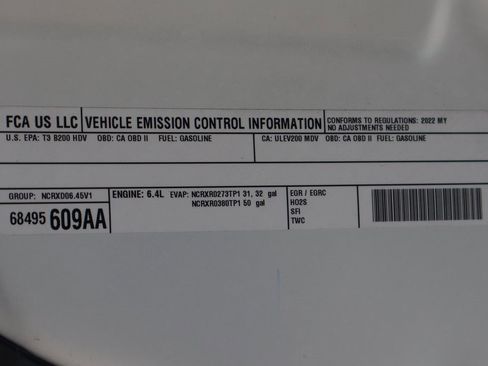 FCA US LLC VEHICLE EMISSION CONTROL INFORMATION CONFORMS TO REGULATIONS: 2022 MY
NO ADJUSTMENTS NEEDED
U.S. EPA: T3 B200 HDV OBD: CA OBD II FUEL: GASOLINE CA: ULEV200 MDV OBD: CA OBD II FUEL: GASOLINE
GROUP: NCRXD06.45V1 ENGINE: 6.4L EVAP: NCRXR0273TP1 31, 32 gal EGR / EGRC
NCRXR0380TP1 50 gal HO2S
68495 609AA SFI
TWC